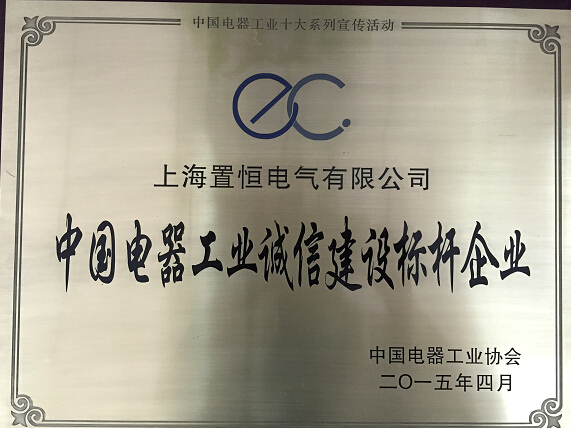 中国电器工业十大系列宣传活动
ec.
上海置恒电气有限公司
中国电器工业诚信建设标杆企业
中国电器工业协会
二〇一五年四月